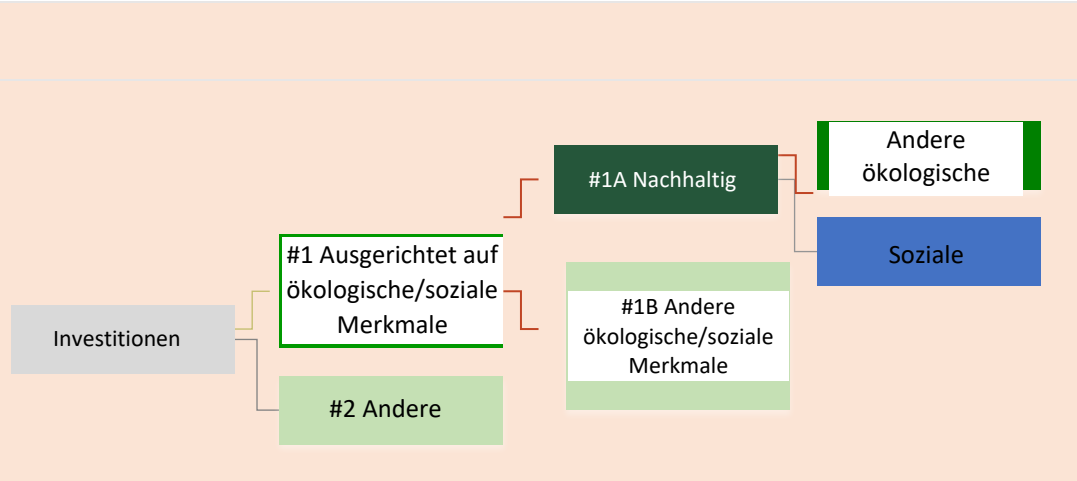 Investitionen
#1 Ausgerichtet auf
ökologische/soziale
Merkmale
#2 Andere
#1A Nachhaltig
#1B Andere
ökologische/soziale
Merkmale
Andere
ökologische
Soziale